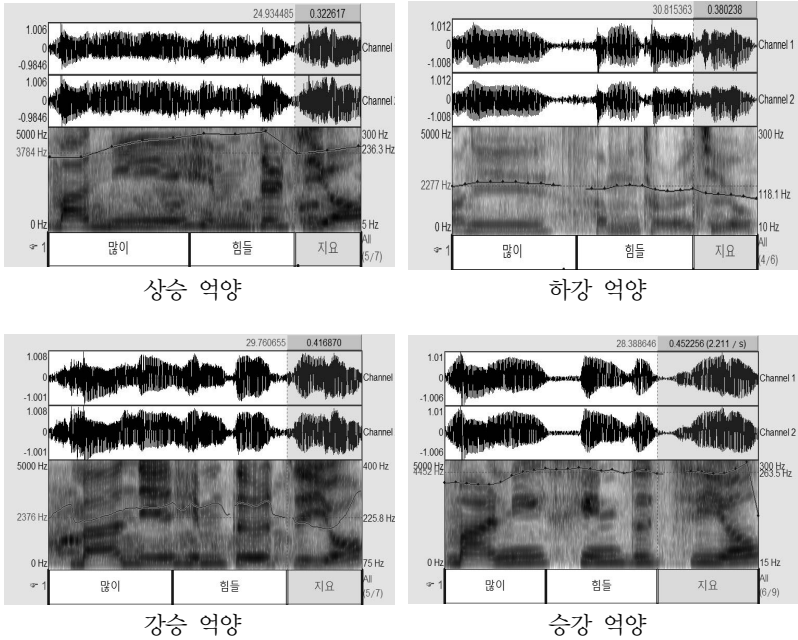 24.934485 0.322617
1.006
0
-0.9846
Channel
1.006
0
-0.9846
Channel 2
5000 Hz
3784 Hz
0 Hz
300 Hz
236.3 Hz
5 Hz
☞ 1 많이 힘들 지요 All
(5/7)
상승 억양
30.815363 0.380238
1.012
0
-1.008
Channel 1
1.012
0
-1.008
Channel 2
5000 Hz
2277 Hz
0 Hz
300 Hz
118.1 Hz
10 Hz
☞ 1 많이 힘들 지요 All
(4/6)
하강 억양
29.760655 0.416870
1.008
0
-1.001
Channel
1.008
0
-1.001
Channel
5000 Hz
2376 Hz
0 Hz
400 Hz
225.8 Hz
75 Hz
☞ 1 많이 힘들 지요 All
(5/7)
강승 억양
28.388646 0.452256 (2.211 / s)
1.01
0
-1.006
Channel 1
1.01
0
-1.006
Channel 2
5000 Hz
4452 Hz
0 Hz
300 Hz
263.5 Hz
15 Hz
☞ 1 많이 힘들 지요 All
(6/9)
승강 억양